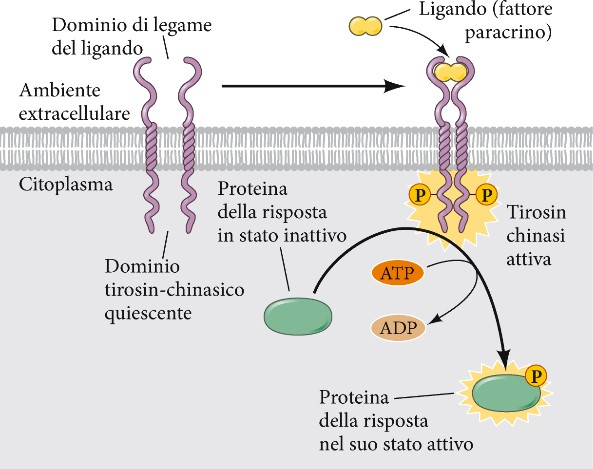 Dominio di legame
del ligando
Ligando (fattore
paracrino)
Ambiente
extracellulare
Citoplasma
Proteina
della risposta
in stato inattivo
P
P
Tirosin
chinasi
attiva
Dominio
tirosin-chinasico
quiescente
ATP
ADP
P
Proteina
della risposta
nel suo stato attivo